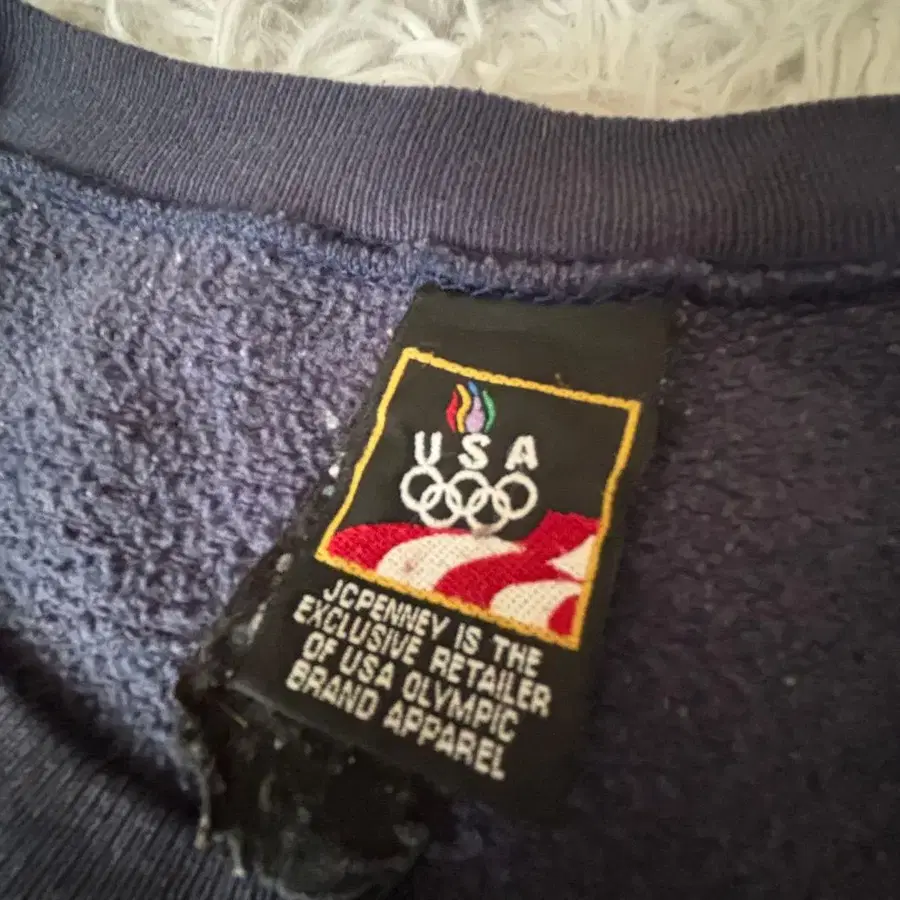 USA
JCPENNEY IS THE
EXCLUSIVE RETAILER
OF USA OLYMPIC
BRAND APPAREL